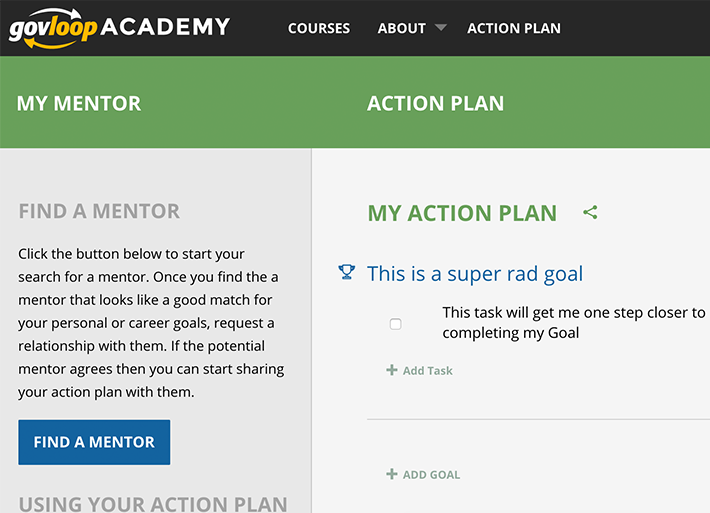 govloop ACADEMY
COURSES
ABOUT
ACTION PLAN
MY MENTOR
ACTION PLAN
FIND A MENTOR
Click the button below to start your
search for a mentor. Once you find the a
mentor that looks like a good match for
your personal or career goals, request a
relationship with them. If the potential
mentor agrees then you can start sharing
your action plan with them.
FIND A MENTOR
USING YOUR ACTION PLAN
MY ACTION PLAN
This is a super rad goal
This task will get me one step closer to
completing my Goal
Add Task
ADD GOAL